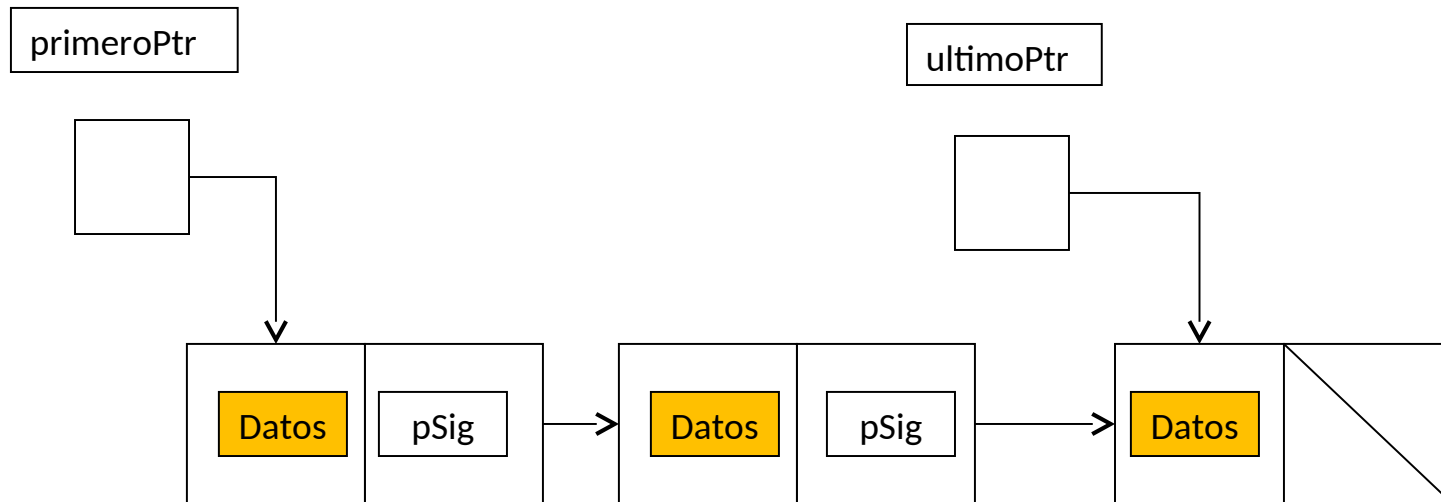 primeroPtr
ultimoPtr
Datos
pSig
Datos
pSig
Datos